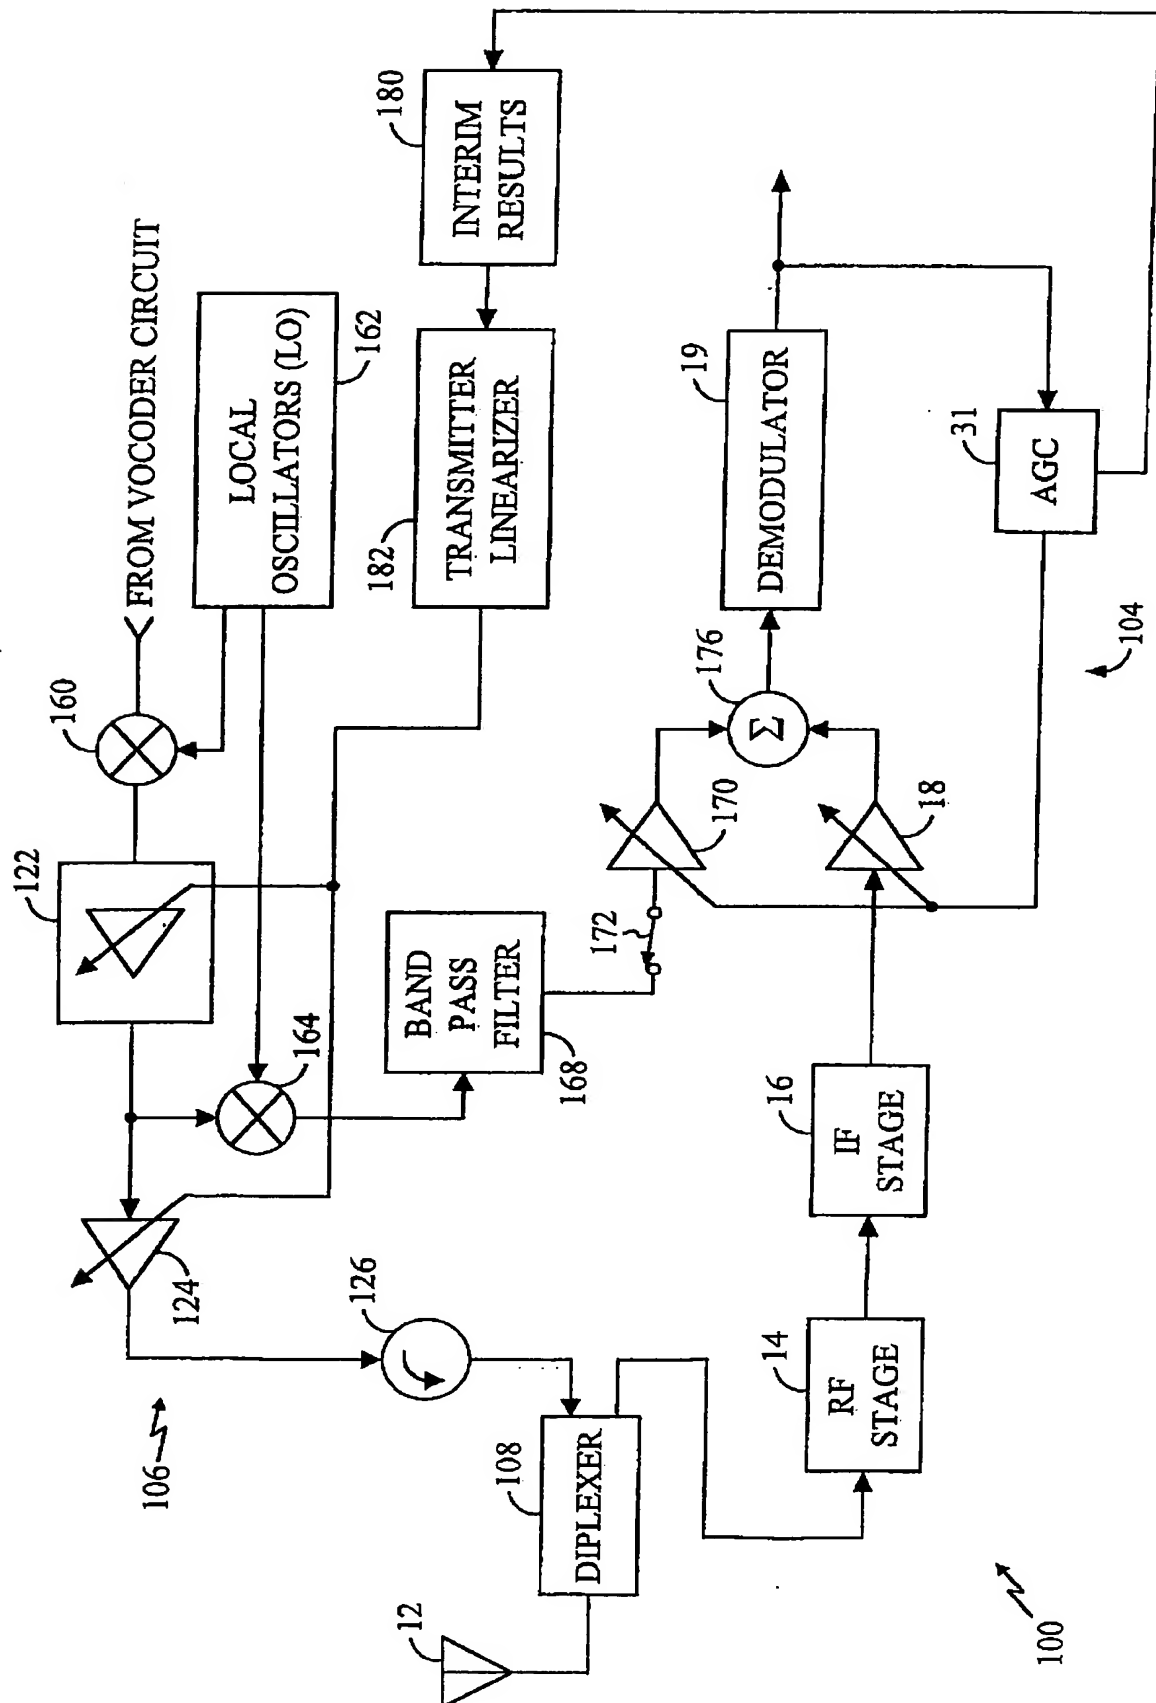 FROM VOCODER CIRCUIT
160
122
LOCAL
OSCILLATORS (LO)
162
180
INTERIM
RESULTS
182
TRANSMITTER
LINEARIZER
124
164
BAND
PASS
FILTER
168
172
170
176
Σ
18
19
DEMODULATOR
31
AGC
104
106
126
108
DIPLEXER
12
14
RF
STAGE
16
IF
STAGE
100